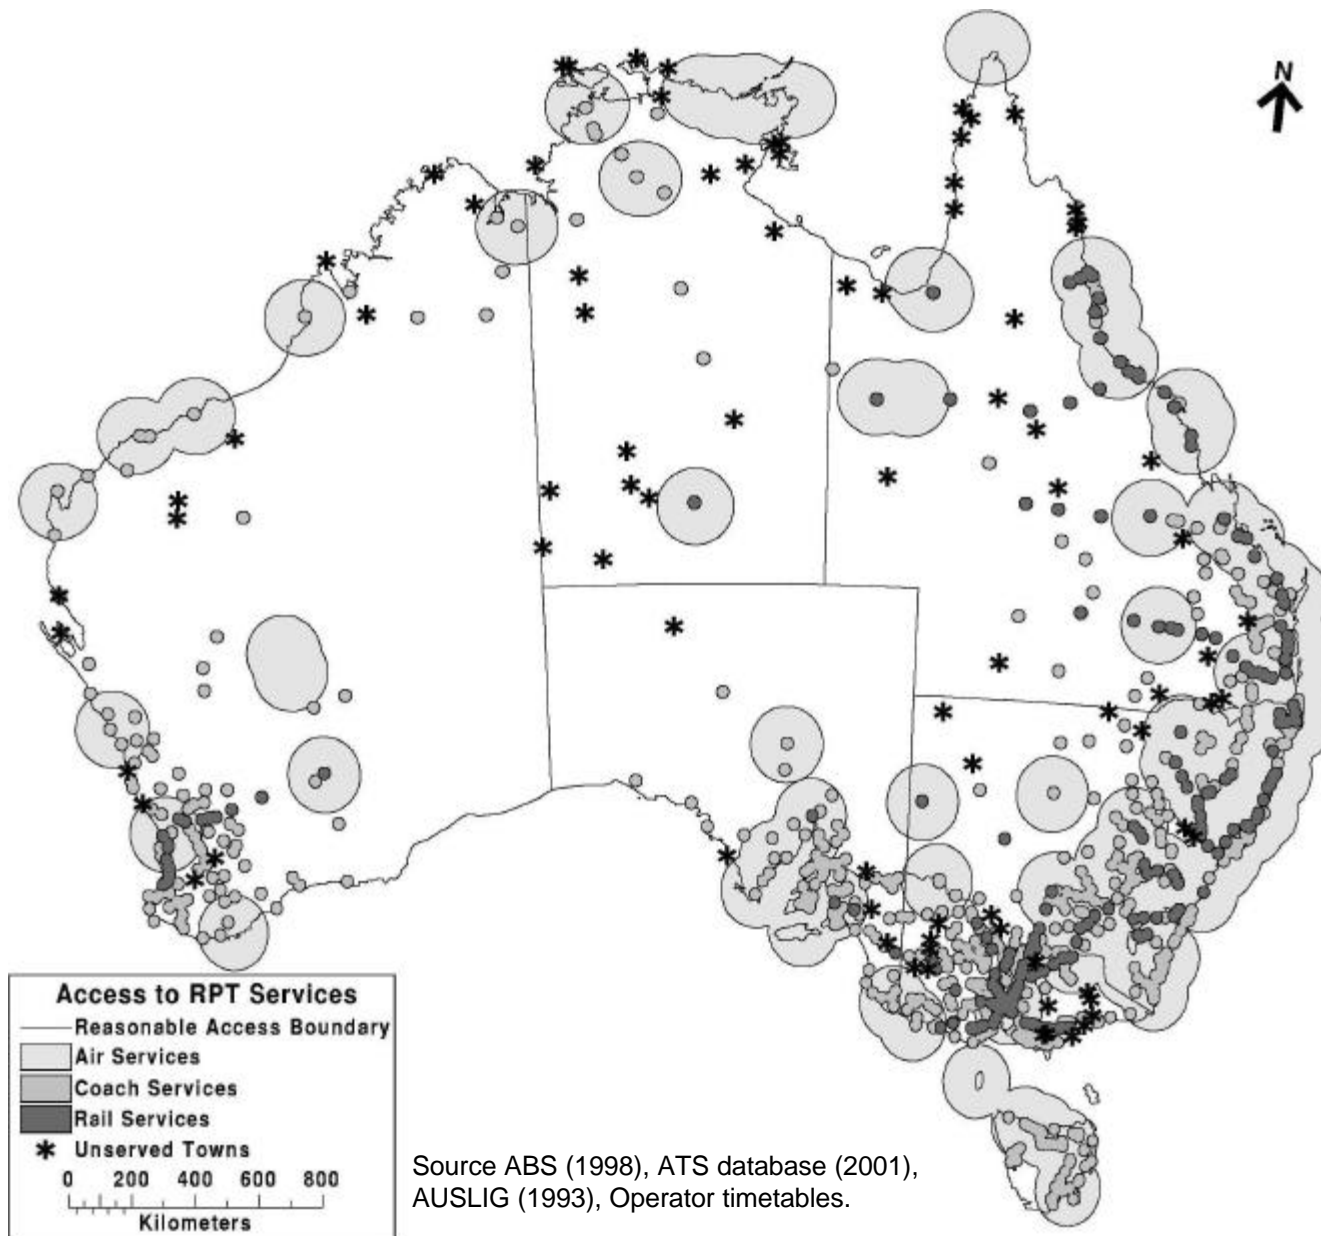 N
Access to RPT Services
Reasonable Access Boundary
Air Services
Coach Services
Rail Services
Unserved Towns
0 200 400 600 800
Kilometers
Source ABS (1998), ATS database (2001),
AUSLIG (1993), Operator timetables.